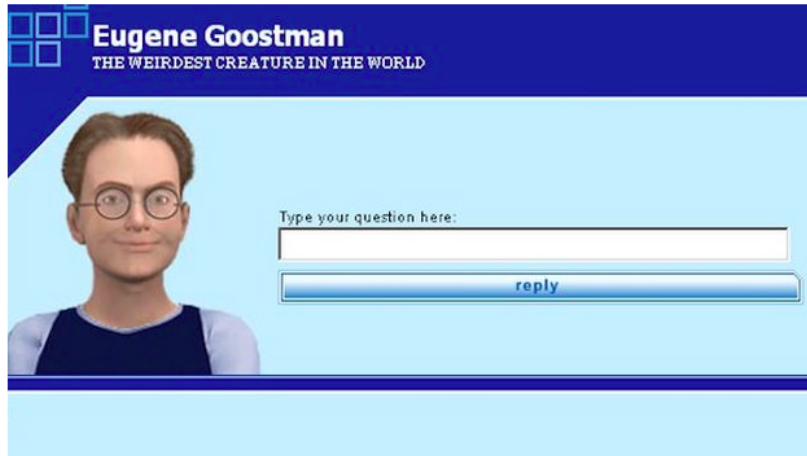 Eugene Goostman
THE WEIRDEST CREATURE IN THE WORLD
Type your question here:
reply